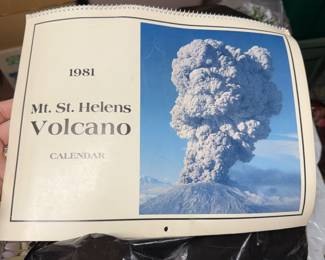 1981
Mt. St. Helens
Volcano
CALENDAR